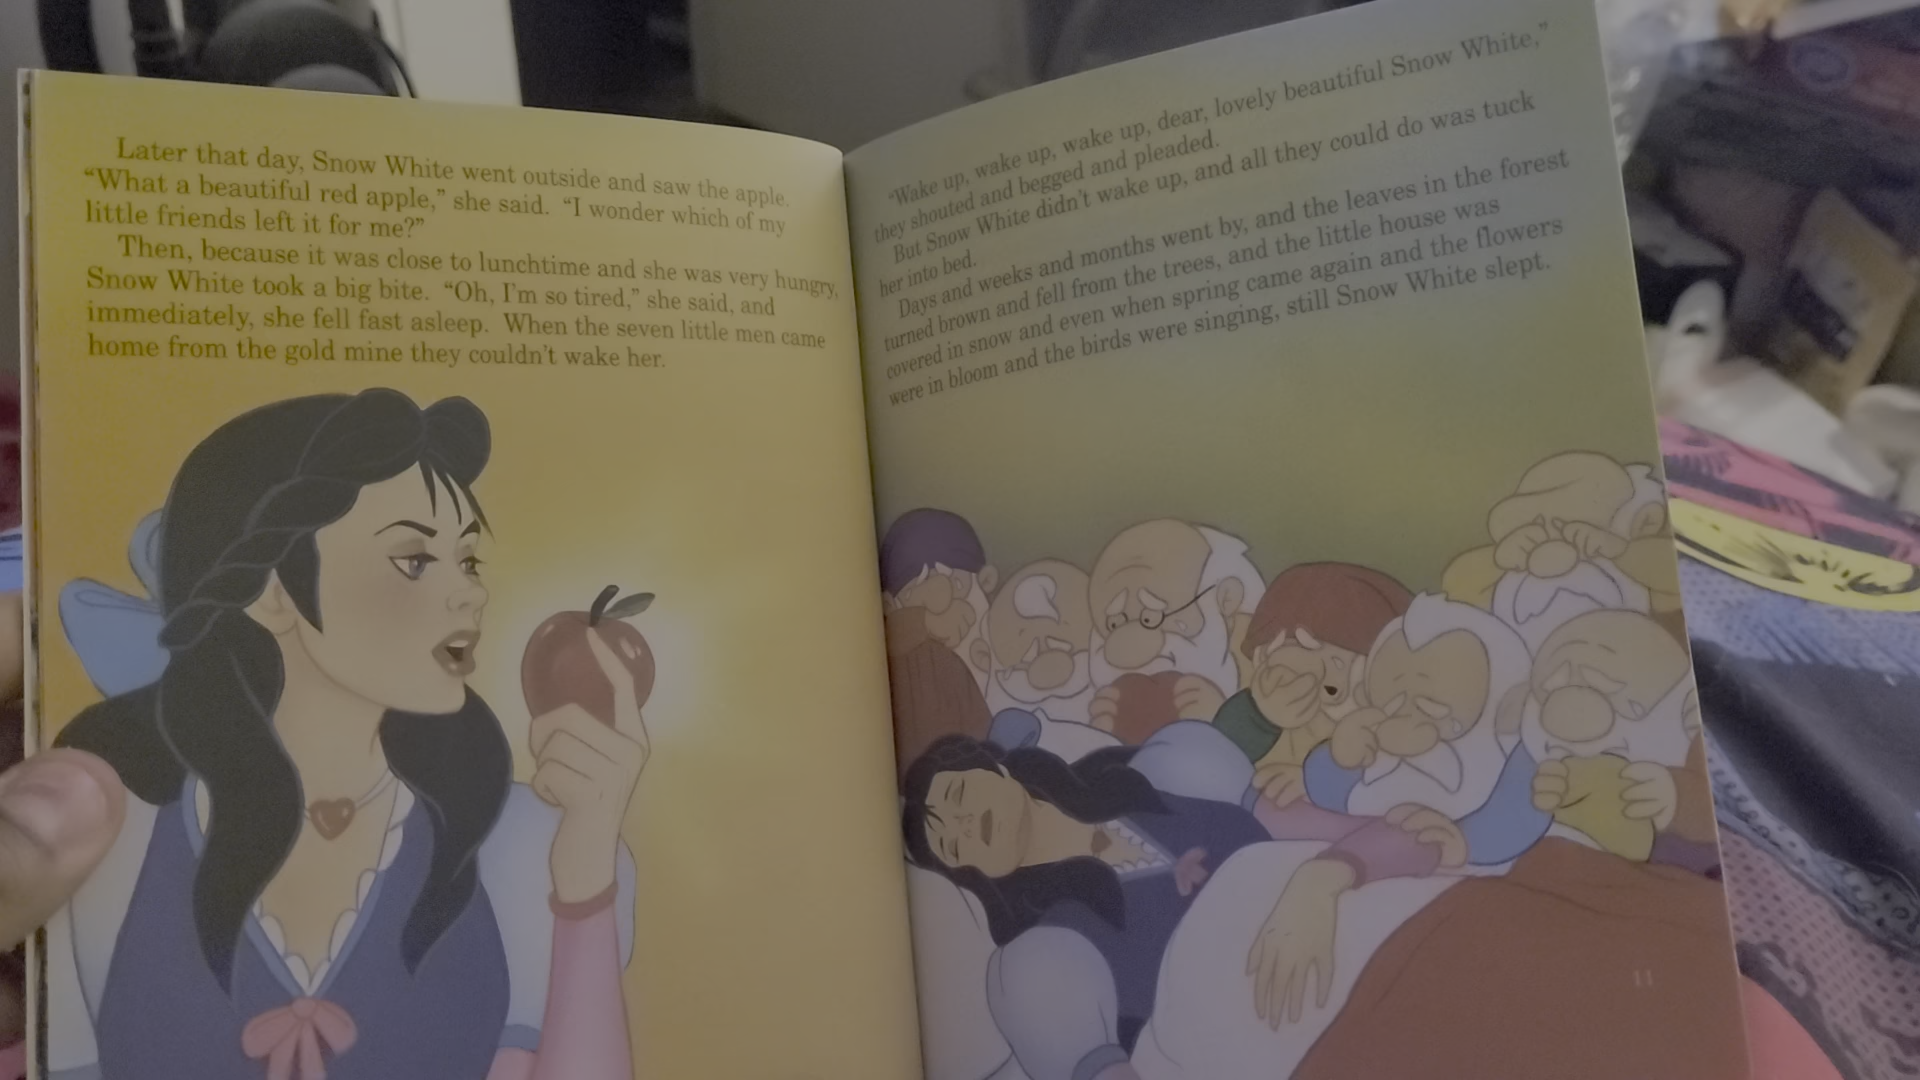 Later that day, Snow White went outside and saw the apple.
“What a beautiful red apple,” she said. “I wonder which of my
little friends left it for me?”
Then, because it was close to lunchtime and she was very hungry,
Snow White took a big bite. “Oh, I’m so tired,” she said, and
immediately, she fell fast asleep. When the seven little men came
home from the gold mine they couldn’t wake her.
“Wake up, wake up, wake up, dear, lovely beautiful Snow White,”
they shouted and begged and pleaded.
But Snow White didn’t wake up, and all they could do was tuck
her into bed.
Days and weeks and months went by, and the leaves in the forest
turned brown and fell from the trees, and the little house was
covered in snow and even when spring came again and the flowers
were in bloom and the birds were singing, still Snow White slept.
11